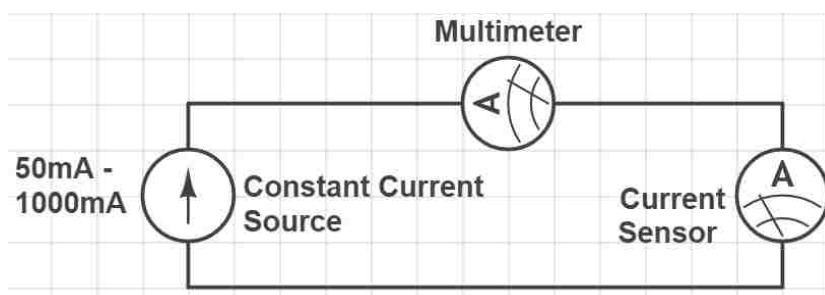 Multimeter
A
50mA -
1000mA
Constant Current
Source
A
Current
Sensor